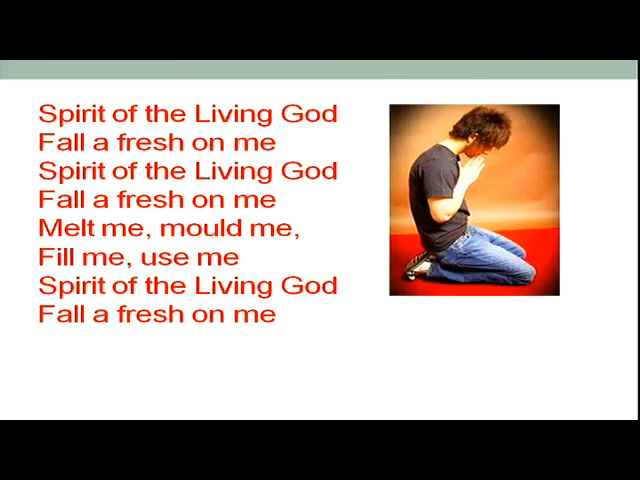 Spirit of the Living God
Fall a fresh on me
Spirit of the Living God
Fall a fresh on me
Melt me, mould me,
Fill me, use me
Spirit of the Living God
Fall a fresh on me